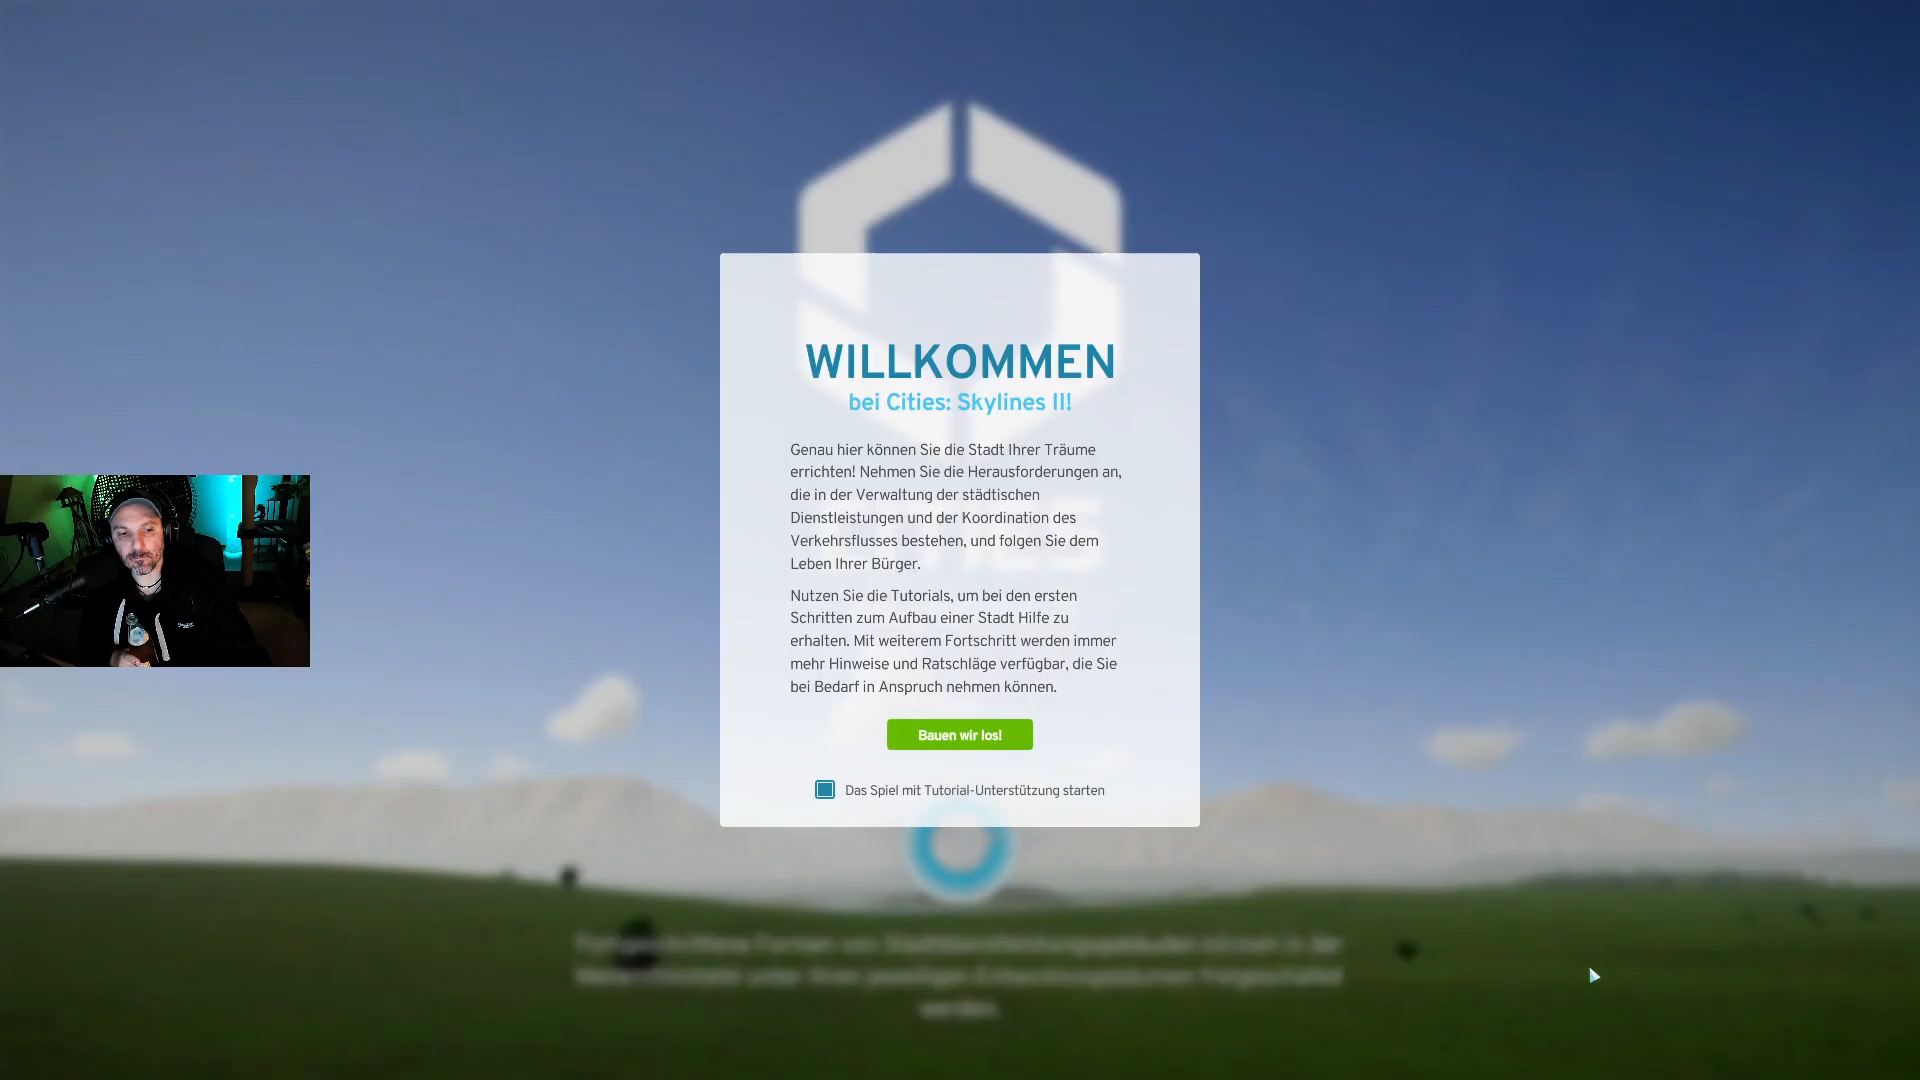 WILLKOMMEN
bei Cities: Skylines II!
Genau hier können Sie die Stadt Ihrer Träume
errichten! Nehmen Sie die Herausforderungen an,
die in der Verwaltung der städtischen
Dienstleistungen und der Koordination des
Verkehrsflusses bestehen, und folgen Sie dem
Leben Ihrer Bürger.
Nutzen Sie die Tutorials, um bei den ersten
Schritten zum Aufbau einer Stadt Hilfe zu
erhalten. Mit weiterem Fortschritt werden immer
mehr Hinweise und Ratschläge verfügbar, die Sie
bei Bedarf in Anspruch nehmen können.
Bauen wir los!
Das Spiel mit Tutorial-Unterstützung starten